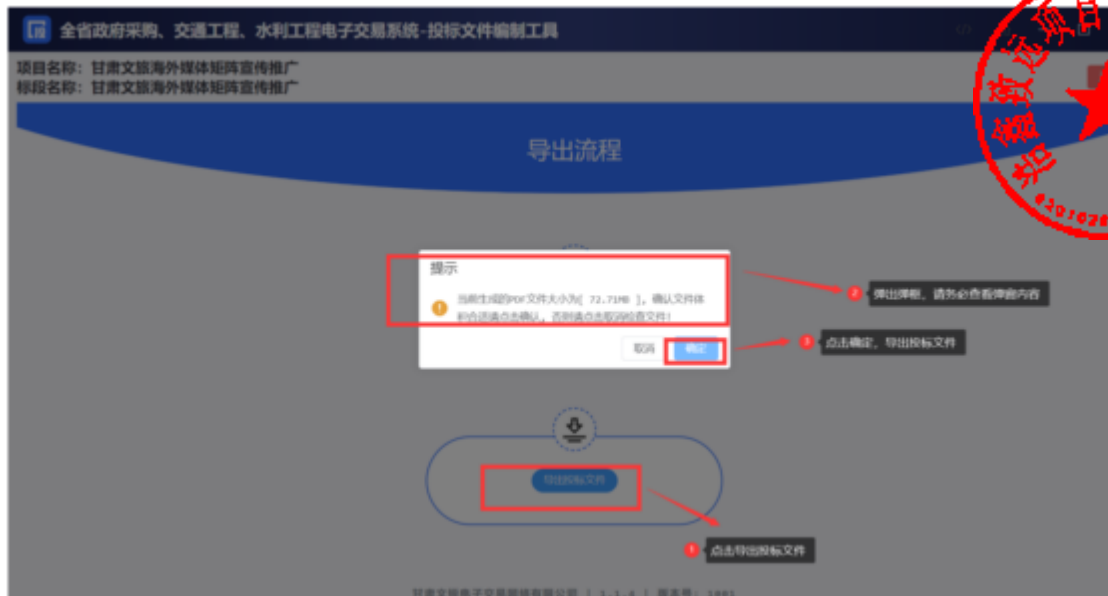 全省政府采购、交通工程、水利工程电子交易系统-投标文件编制工具
项目名称：甘肃文旅海外媒体矩阵宣传推广
标段名称：甘肃文旅海外媒体矩阵宣传推广
导出流程
提示
当前生成的PDF文件大小为[ 72.71MB ]，确认文件体
积合适请点击确认，否则请点击取消检查文件！
取消
确定
2 弹出弹框，请务必查看弹窗内容
3 点击确定，导出投标文件
导出投标文件
1 点击导出投标文件